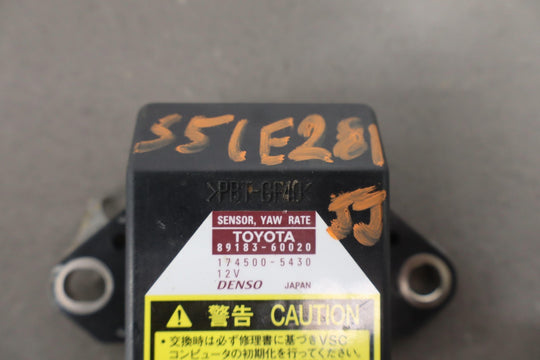 S51E281
>PBT-GF40<
JJ
SENSOR, YAW RATE
TOYOTA
89183-60020
174500-5430
12V
DENSO JAPAN
警告 CAUTION
・交換時は必ず修理書に基づきVSC
コンピュータの初期化を行ってください